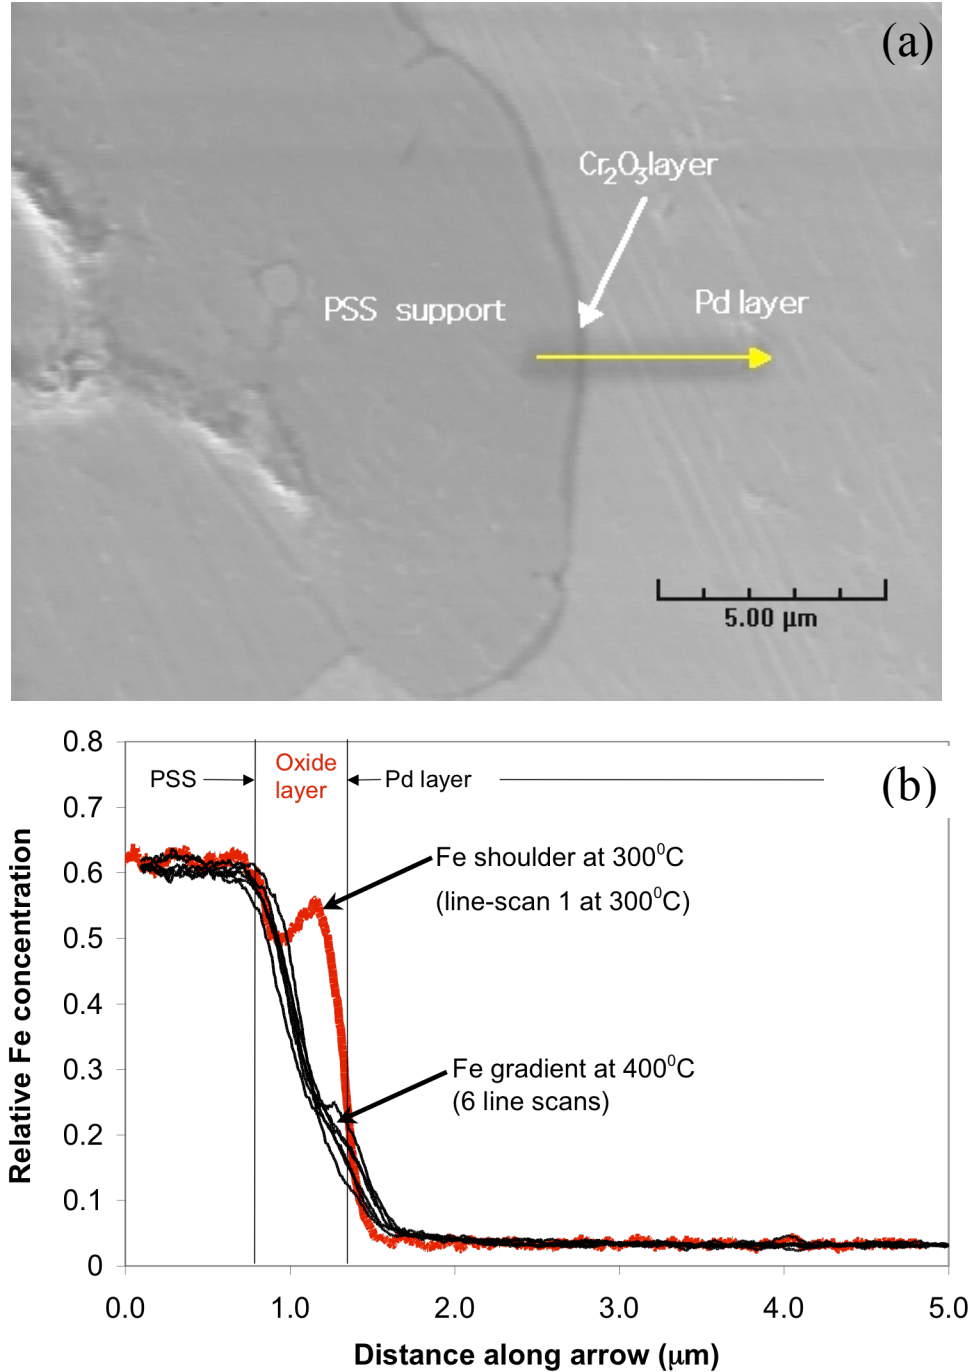 (a)
Cr₂O₃layer
PSS support
Pd layer
5.00 µm
0.8
0.7
0.6
0.5
0.4
0.3
0.2
0.1
0
Relative Fe concentration
PSS
Oxide
layer
Pd layer
(b)
Fe shoulder at 300⁰C
(line-scan 1 at 300⁰C)
Fe gradient at 400⁰C
(6 line scans)
0.0 1.0 2.0 3.0 4.0 5.0
Distance along arrow (µm)